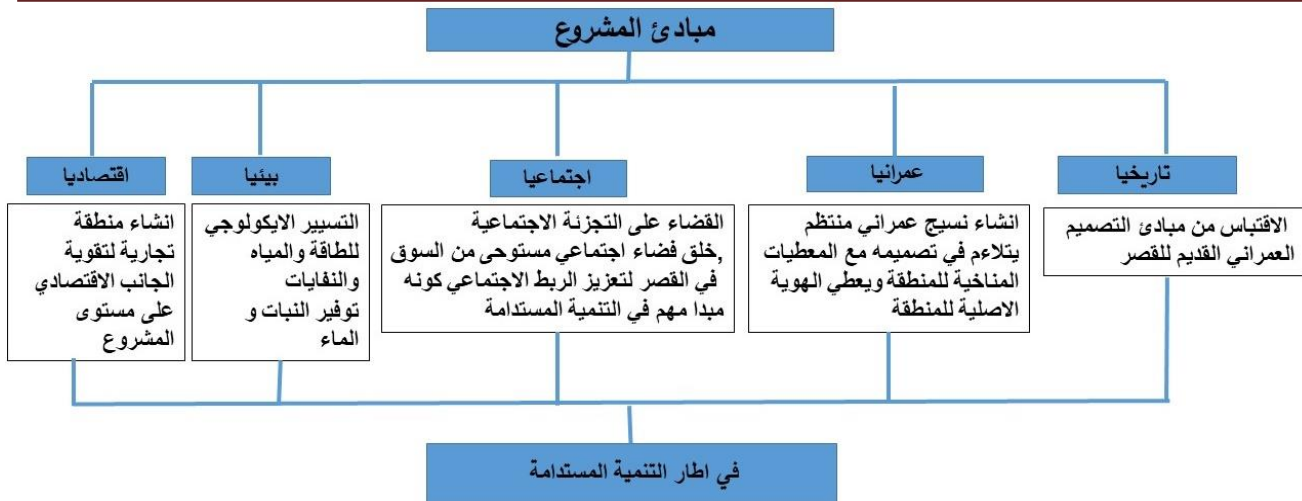 مبادئ المشروع
تاريخيا
الاقتباس من مبادئ التصميم
العمراني القديم للقصر
عمرانيا
انشاء نسيج عمراني منتظم
يتلاءم في تصميمه مع المعطيات
المناخية للمنطقة ويعطي الهوية
الاصلية للمنطقة
اجتماعيا
القضاء على التجزئة الاجتماعية
,خلق فضاء اجتماعي مستوحى من السوق
في القصر لتعزيز الربط الاجتماعي كونه
مبدا مهم في التنمية المستدامة
بيئيا
التسيير الايكولوجي
للطاقة والمياه
والنفايات
توفير النبات و
الماء
اقتصاديا
انشاء منطقة
تجارية لتقوية
الجانب الاقتصادي
على مستوى
المشروع
في اطار التنمية المستدامة